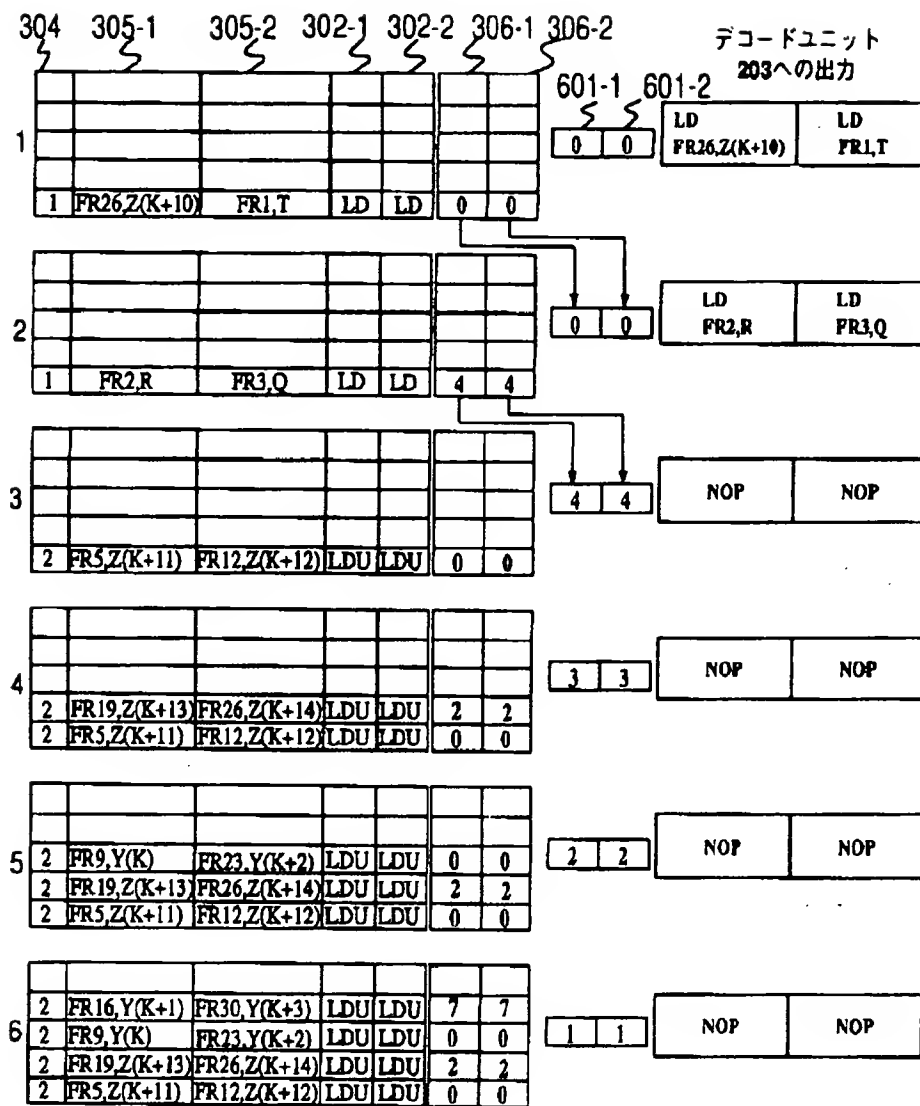 304 305-1 305-2 302-1 302-2 306-1 306-2
デコードユニット
203への出力
601-1 601-2
1
0 0
LD LD
FR26,Z(K+10) FR1,T
1 FR26,Z(K+10) FR1,T LD LD 0 0
2
0 0
LD LD
FR2,R FR3,Q
1 FR2,R FR3,Q LD LD 4 4
3
4 4 NOP NOP
2 FR5,Z(K+11) FR12,Z(K+12) LDU LDU 0 0
4
3 3 NOP NOP
2 FR19,Z(K+13) FR26,Z(K+14) LDU LDU 2 2
2 FR5,Z(K+11) FR12,Z(K+12) LDU LDU 0 0
5
2 FR9,Y(K) FR23.Y(K+2) LDU LDU 0 0
2 2 NOP NOP
2 FR19,Z(K+13) FR26,Z(K+14) LDU LDU 2 2
2 FR5,Z(K+11) FR12,Z(K+12) LDU LDU 0 0
6
2 FR16,Y(K+1) FR30,Y(K+3) LDU LDU 7 7
1 1 NOP NOP
2 FR9,Y(K) FR23.Y(K+2) LDU LDU 0 0
2 FR19,Z(K+13) FR26,Z(K+14) LDU LDU 2 2
2 FR5,Z(K+11) FR12,Z(K+12) LDU LDU 0 0